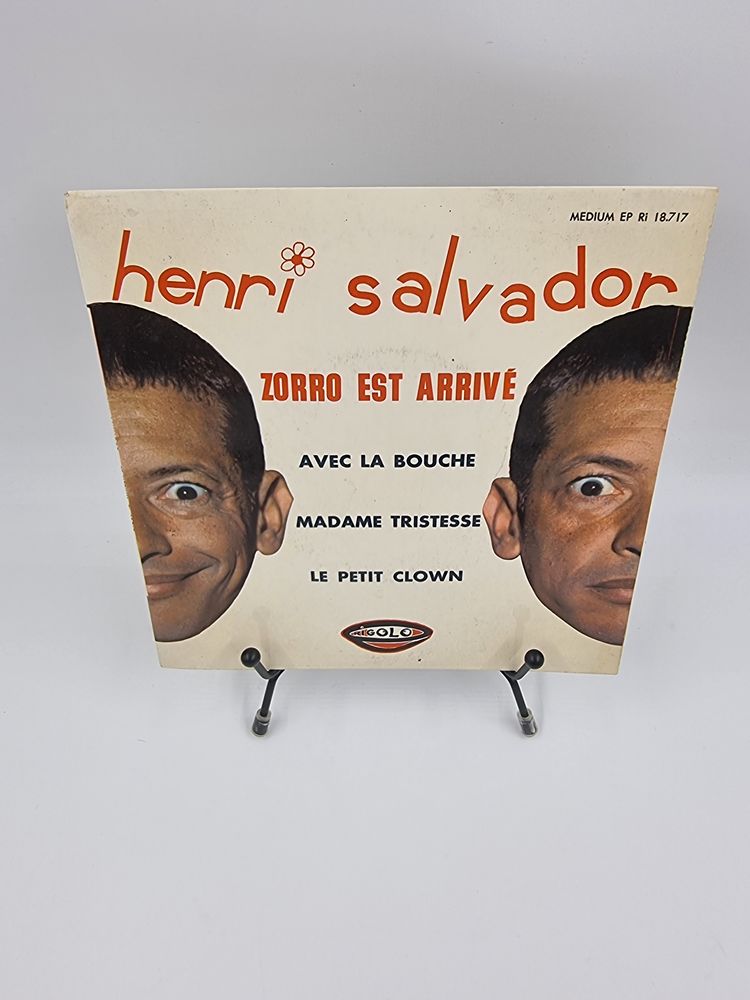 MEDIUM EP Ri 18.717
henri salvador
ZORRO EST ARRIVÉ
AVEC LA BOUCHE
MADAME TRISTESSE
LE PETIT CLOWN
RIGOLO